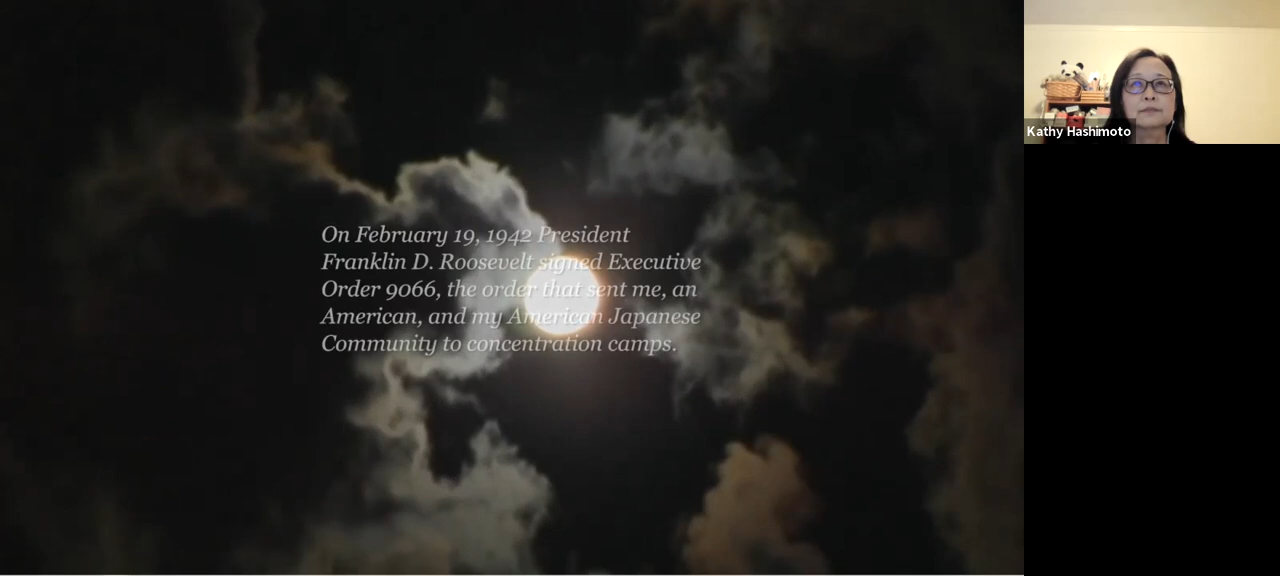 On February 19, 1942 President
Franklin D. Roosevelt signed Executive
Order 9066, the order that sent me, an
American, and my American Japanese
Community to concentration camps.
Kathy Hashimoto